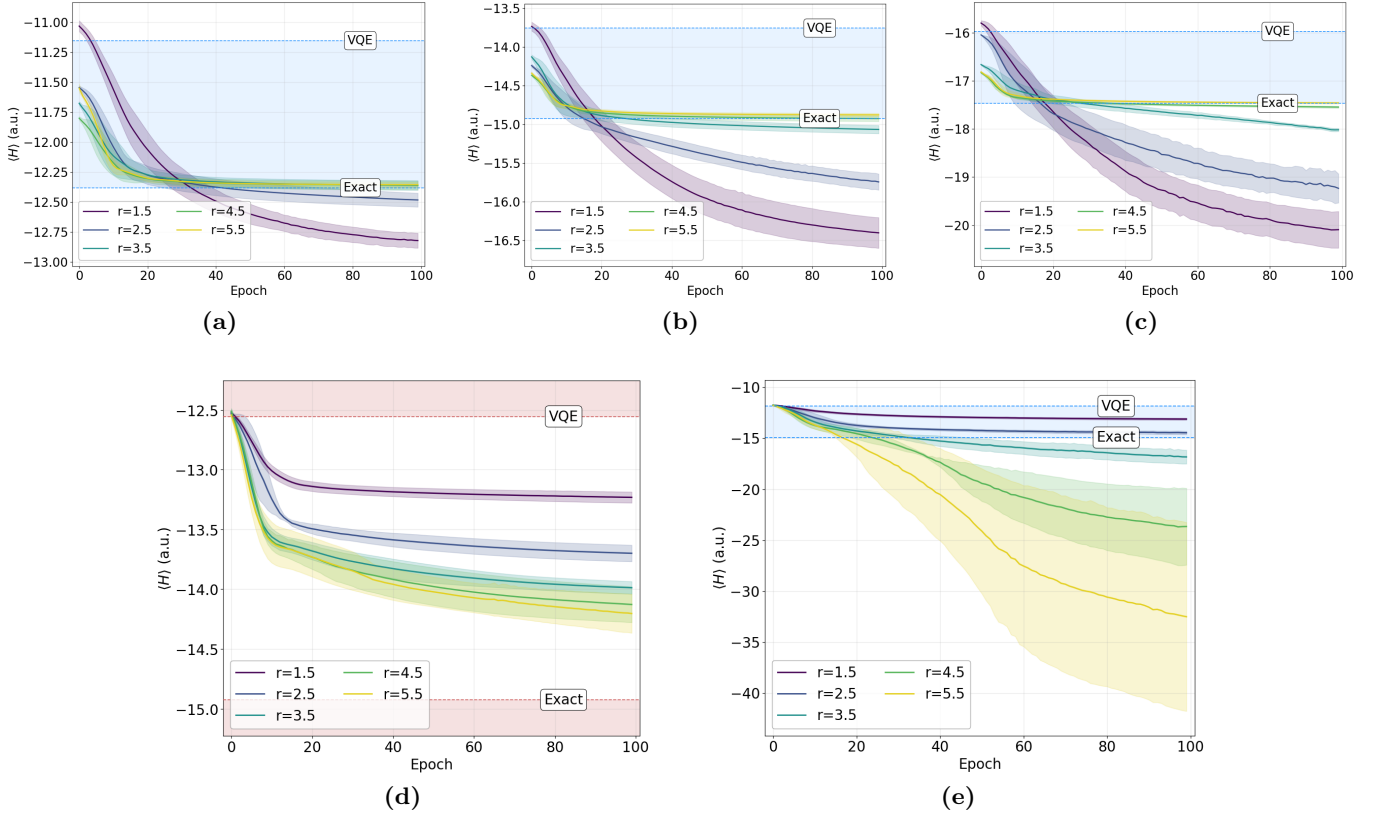 −11.00
−11.25
−11.50
−11.75
−12.00
−12.25
−12.50
−12.75
−13.00
⟨H⟩ (a.u.)
VQE
Exact
r=1.5 r=4.5
r=2.5 r=5.5
r=3.5
0 20 40 60 80 100
Epoch
(a)
−13.5
−14.0
−14.5
−15.0
−15.5
−16.0
−16.5
⟨H⟩ (a.u.)
VQE
Exact
r=1.5 r=4.5
r=2.5 r=5.5
r=3.5
0 20 40 60 80 100
Epoch
(b)
−16
−17
−18
−19
−20
⟨H⟩ (a.u.)
VQE
Exact
r=1.5 r=4.5
r=2.5 r=5.5
r=3.5
0 20 40 60 80 100
Epoch
(c)
−12.5
−13.0
−13.5
−14.0
−14.5
−15.0
⟨H⟩ (a.u.)
VQE
Exact
r=1.5 r=4.5
r=2.5 r=5.5
r=3.5
0 20 40 60 80 100
Epoch
(d)
−10
−15
−20
−25
−30
−35
−40
⟨H⟩ (a.u.)
VQE
Exact
r=1.5 r=4.5
r=2.5 r=5.5
r=3.5
0 20 40 60 80 100
Epoch
(e)